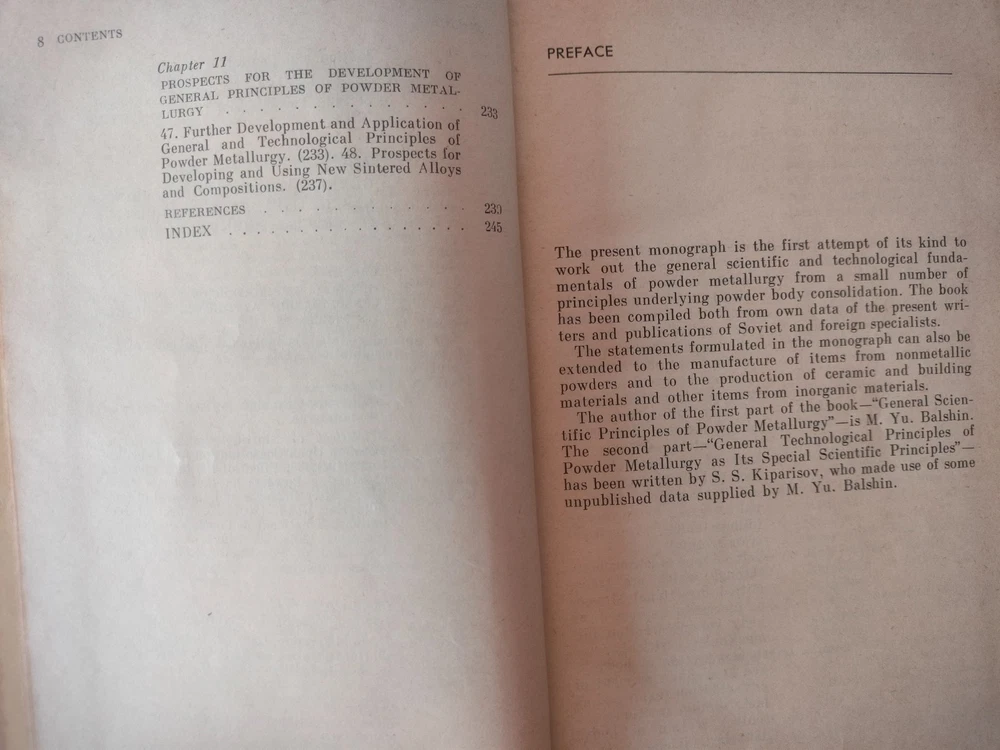 8 CONTENTS
Chapter 11
PROSPECTS FOR THE DEVELOPMENT OF
GENERAL PRINCIPLES OF POWDER METAL-
LURGY . . . . . . . . . . . . . 233
47. Further Development and Application of
General and Technological Principles of
Powder Metallurgy. (233). 48. Prospects for
Developing and Using New Sintered Alloys
and Compositions. (237).
REFERENCES . . . . . . . . . . . . 239
INDEX . . . . . . . . . . . . . . . . 245
PREFACE
The present monograph is the first attempt of its kind to
work out the general scientific and technological funda-
mentals of powder metallurgy from a small number of
principles underlying powder body consolidation. The book
has been compiled both from own data of the present wri-
ters and publications of Soviet and foreign specialists.
The statements formulated in the monograph can also be
extended to the manufacture of items from nonmetallic
powders and to the production of ceramic and building
materials and other items from inorganic materials.
The author of the first part of the book—“General Scien-
tific Principles of Powder Metallurgy”—is M. Yu. Balshin.
The second part—“General Technological Principles of
Powder Metallurgy as Its Special Scientific Principles”—
has been written by S. S. Kiparisov, who made use of some
unpublished data supplied by M. Yu. Balshin.